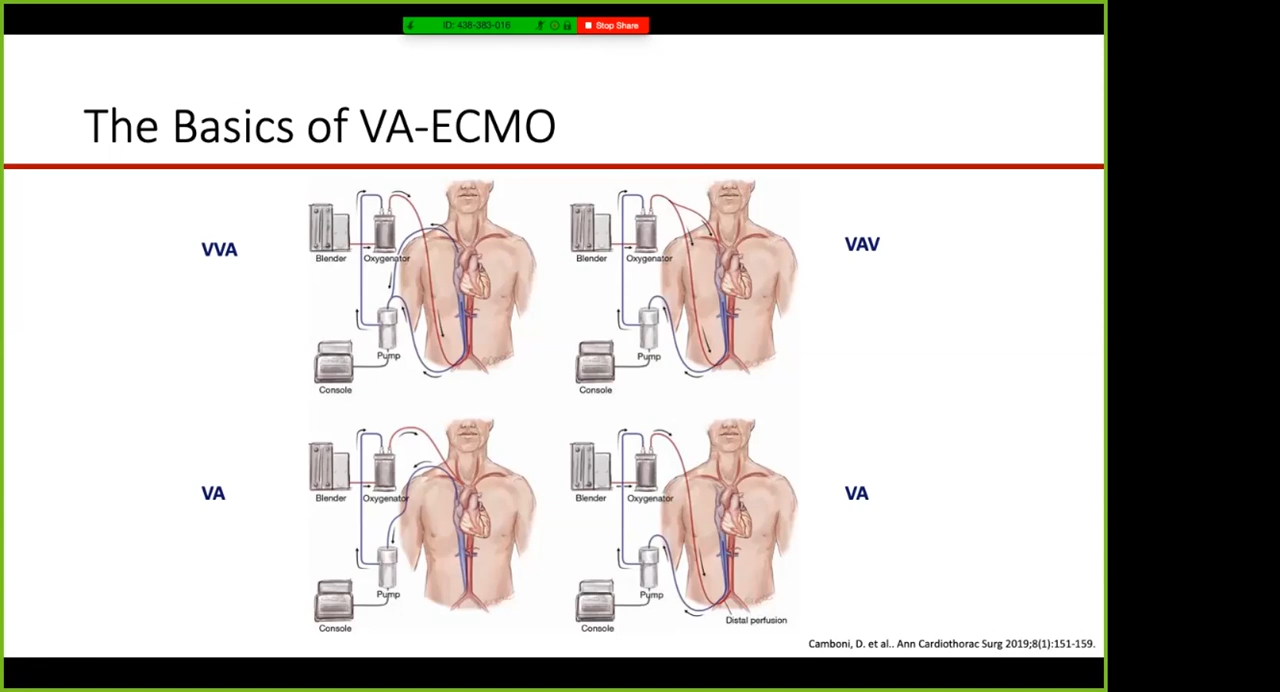 ID: 438-383-016
Stop Share
The Basics of VA-ECMO
VVA
Blender
Oxygenator
Pump
Console
Blender
Oxygenator
Pump
Console
VAV
VA
Blender
Oxygenator
Pump
Console
Blender
Oxygenator
Pump
Console
Distal perfusion
VA
Camboni, D. et al.. Ann Cardiothorac Surg 2019;8(1):151-159.